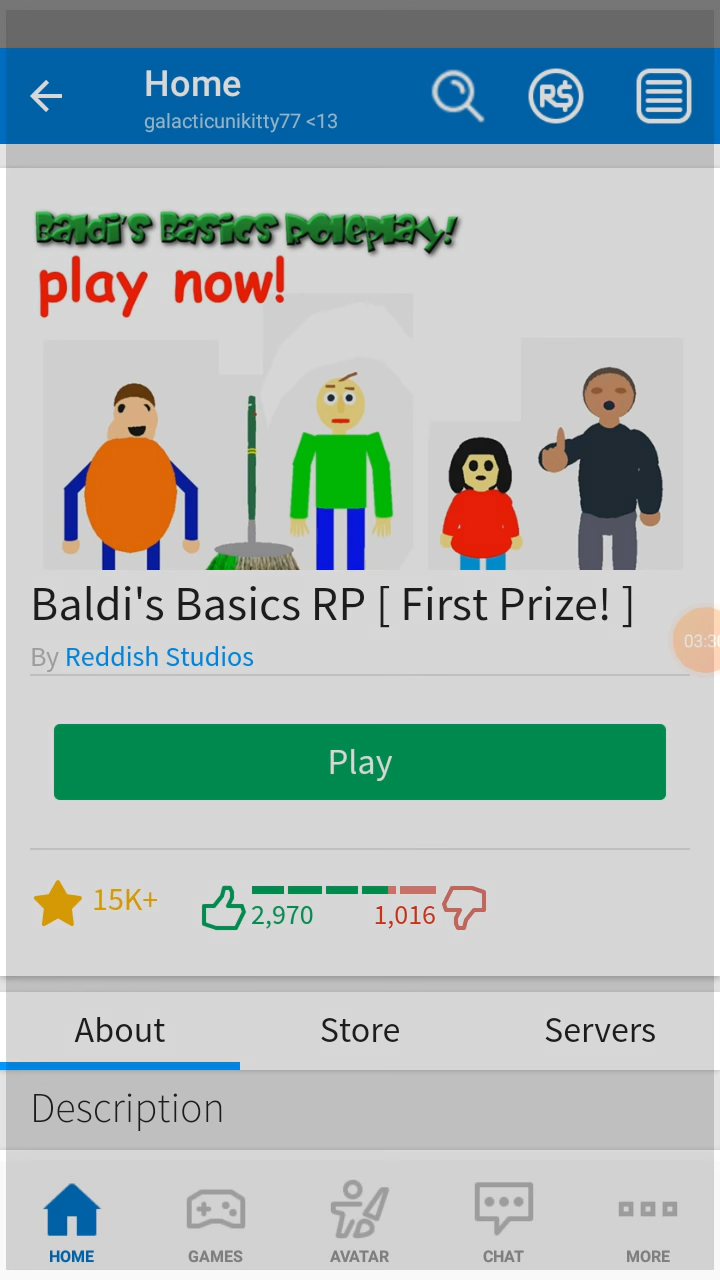 Home
galacticunikitty77 <13
R$
Baldi's Basics Roleplay!
play now!
Baldi's Basics RP [ First Prize! ]
By Reddish Studios
Play
15K+
2,970
1,016
About
Store
Servers
Description
HOME
GAMES
AVATAR
CHAT
MORE